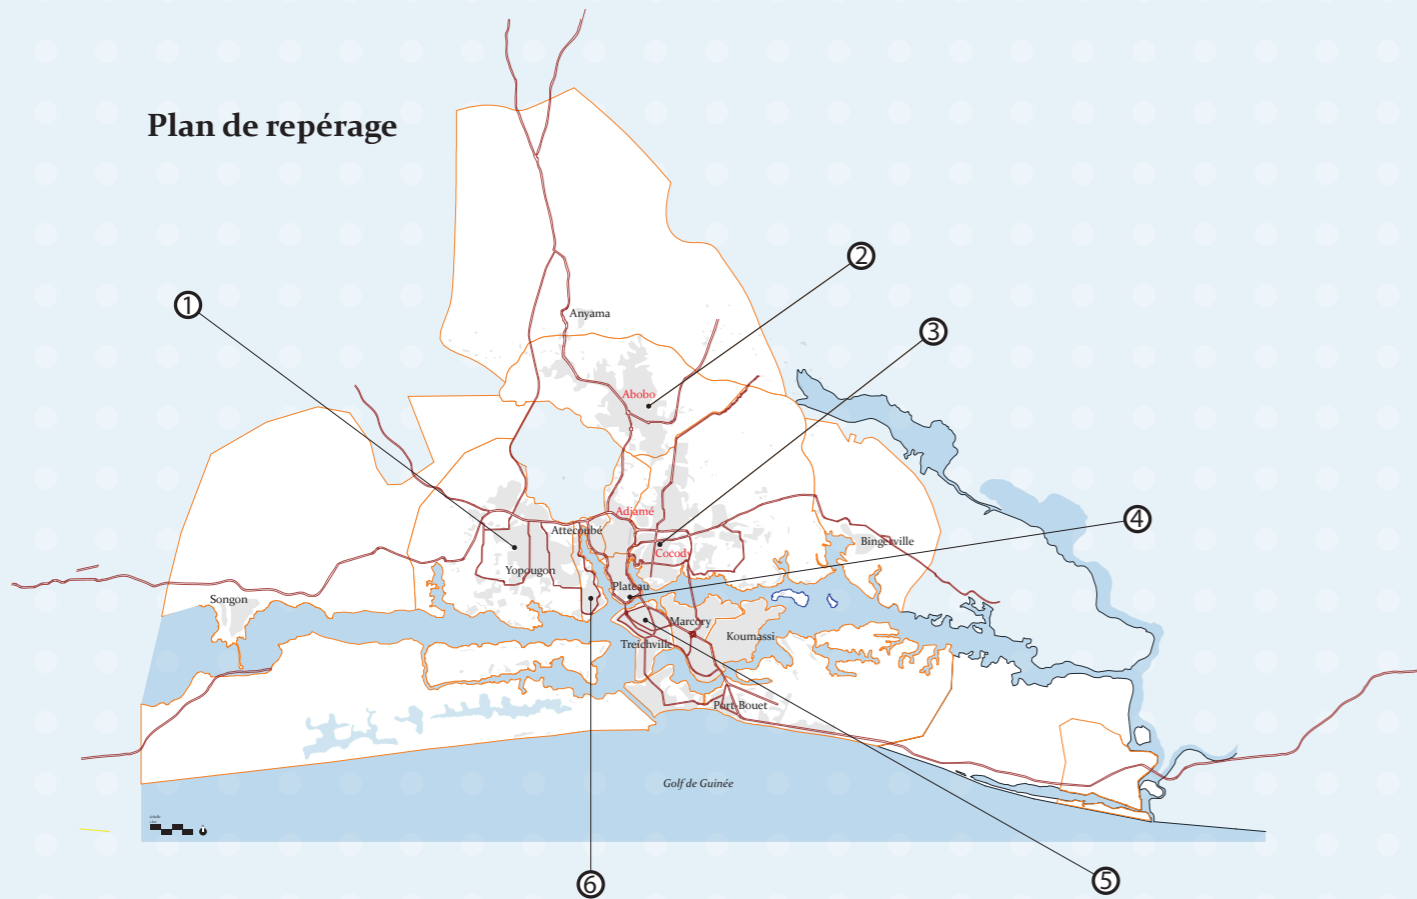 Plan de repérage
②
①
Anyama
③
Abobo
Adjamé
④
Attecoubé
Cocody
Bingerville
Yopougon
Plateau
Songon
Marcory
Koumassi
Treichville
Port-Bouet
Golf de Guinée
⑤
⑥